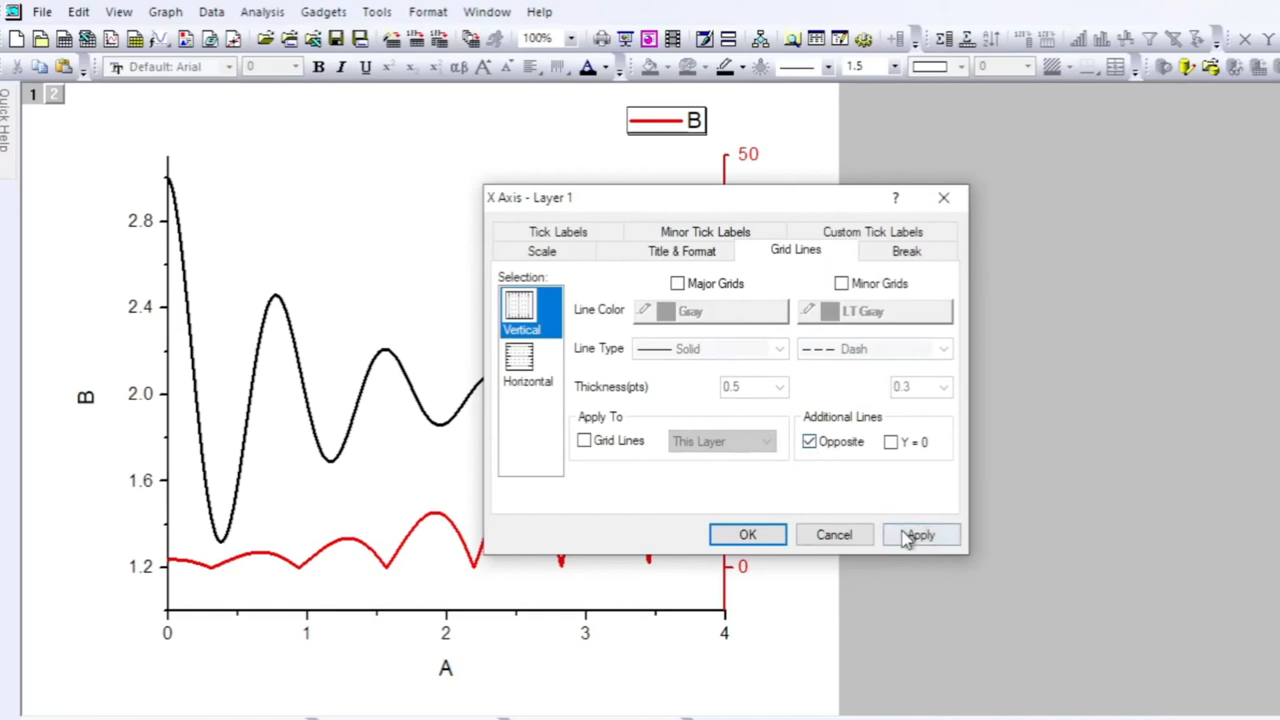 File Edit View Graph Data Analysis Gadgets Tools Format Window Help
100%
Default: Arial 0 B I U αβ A A A 1.5 0
Quick Help
1 2
B
50
2.8
2.4
2.0
1.6
1.2
B
0
0 1 2 3 4
A
X Axis - Layer 1 ?
Tick Labels Minor Tick Labels Custom Tick Labels
Scale Title & Format Grid Lines Break
Selection:
Vertical
Horizontal
Major Grids Minor Grids
Line Color Gray LT Gray
Line Type Solid Dash
Thickness(pts) 0.5 0.3
Apply To
Grid Lines This Layer
Additional Lines
Opposite Y = 0
OK Cancel Apply